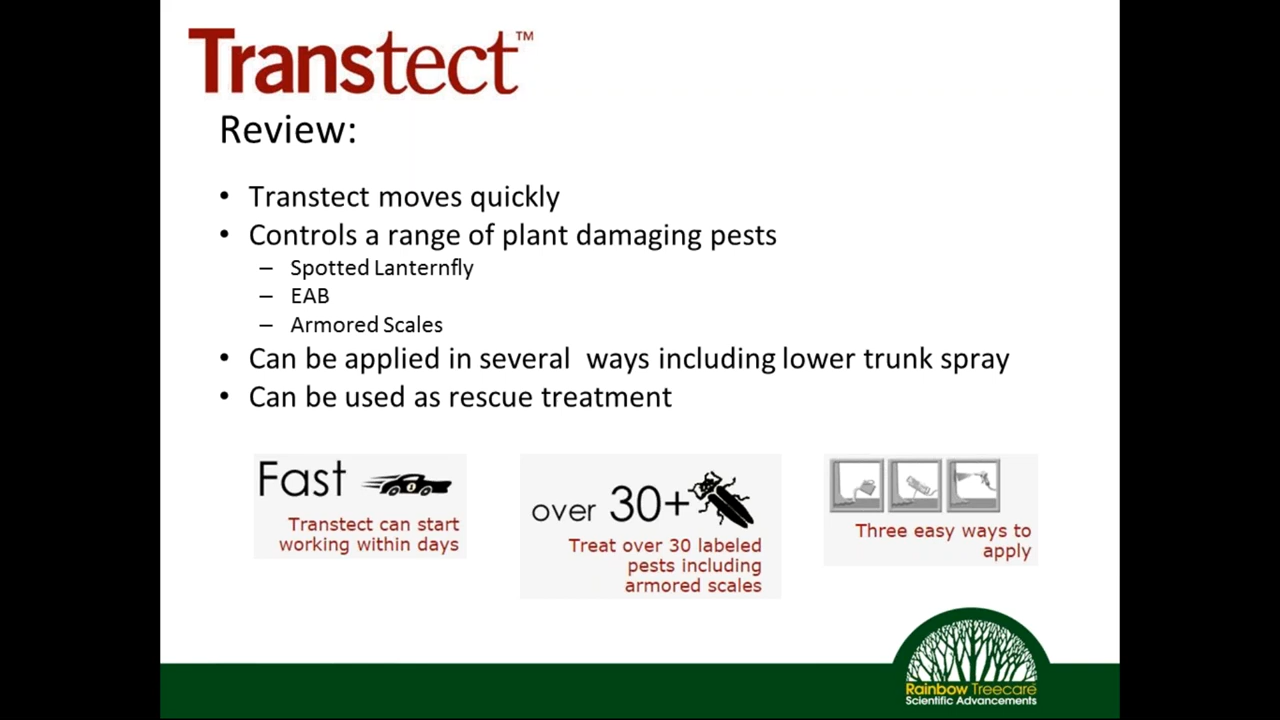 Transtect™
Review:
• Transtect moves quickly
• Controls a range of plant damaging pests
– Spotted Lanternfly
– EAB
– Armored Scales
• Can be applied in several  ways including lower trunk spray
• Can be used as rescue treatment
Fast
Transtect can start
working within days
over 30+
Treat over 30 labeled
pests including
armored scales
Three easy ways to
apply
Rainbow Treecare
Scientific Advancements